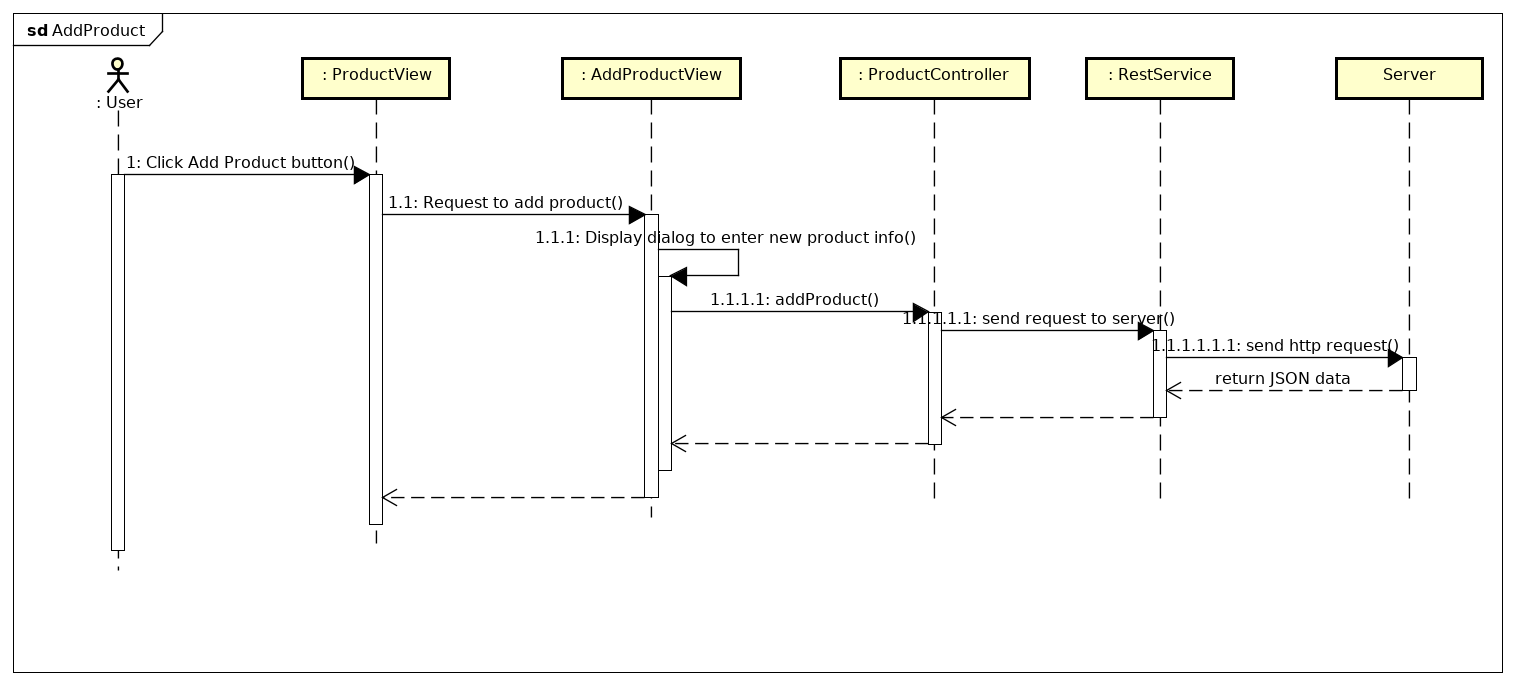 sd AddProduct
: User
: ProductView
: AddProductView
: ProductController
: RestService
Server
1: Click Add Product button()
1.1: Request to add product()
1.1.1: Display dialog to enter new product info()
1.1.1.1: addProduct()
1.1.1.1.1: send request to server()
1.1.1.1.1.1: send http request()
return JSON data